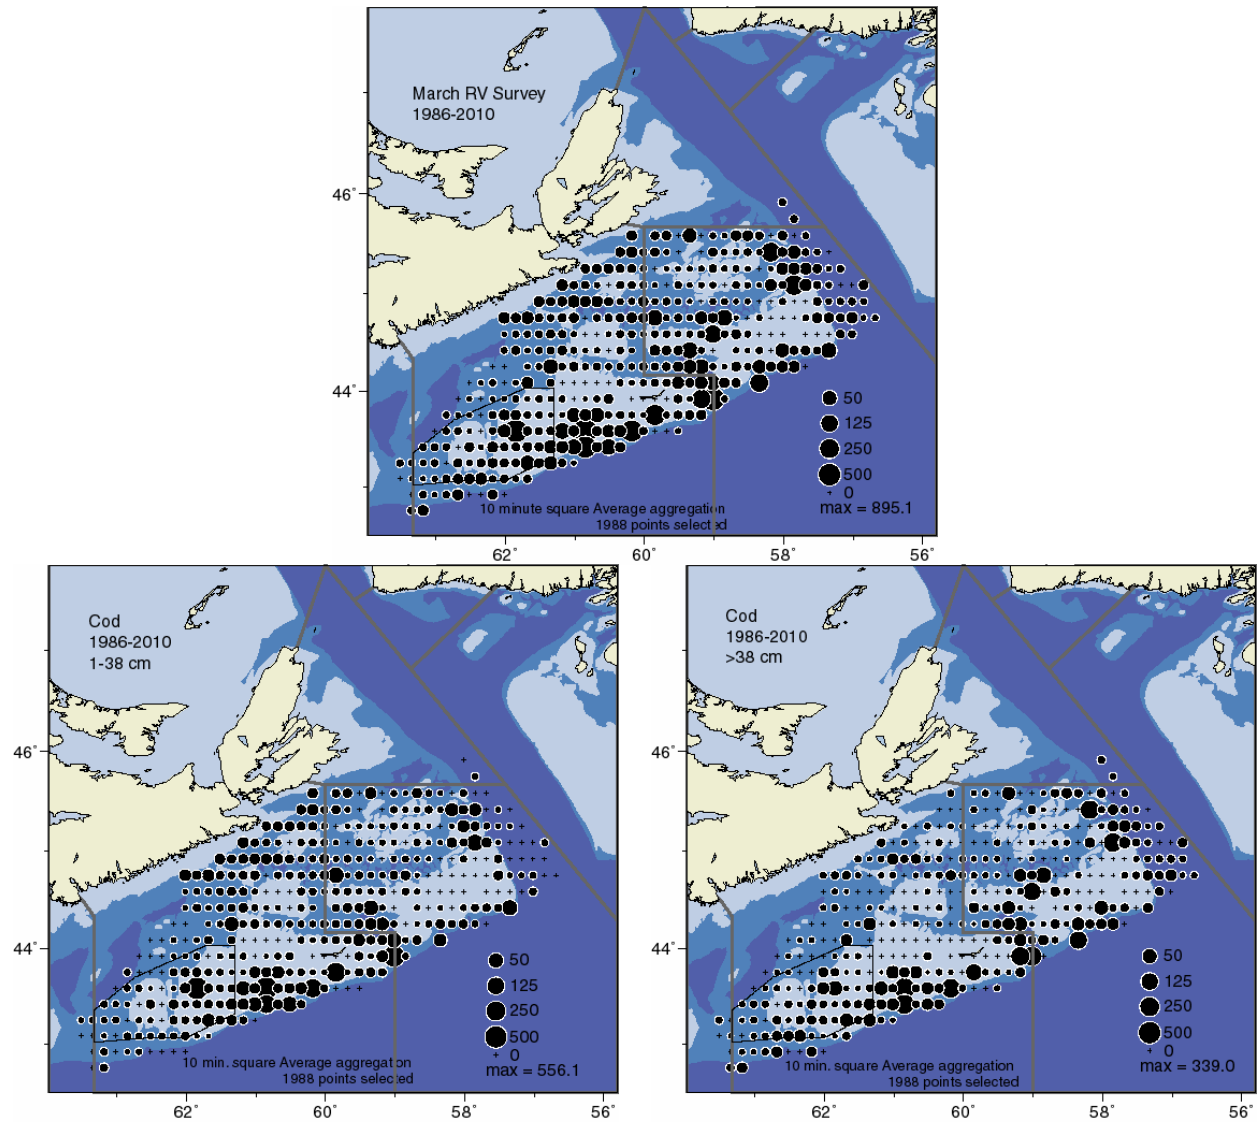 March RV Survey
1986-2010
46°
44°
50
125
250
500
0
max = 895.1
10 minute square Average aggregation
1988 points selected
62
60
58
56
Cod
1986-2010
1-38 cm
46°
44°
50
125
250
500
0
max = 556.1
10 min. square Average aggregation
1988 points selected
62
60
58
56
Cod
1986-2010
>38 cm
46°
44°
50
125
250
500
0
max = 339.0
10 min. square Average aggregation
1988 points selected
62
60
58
56